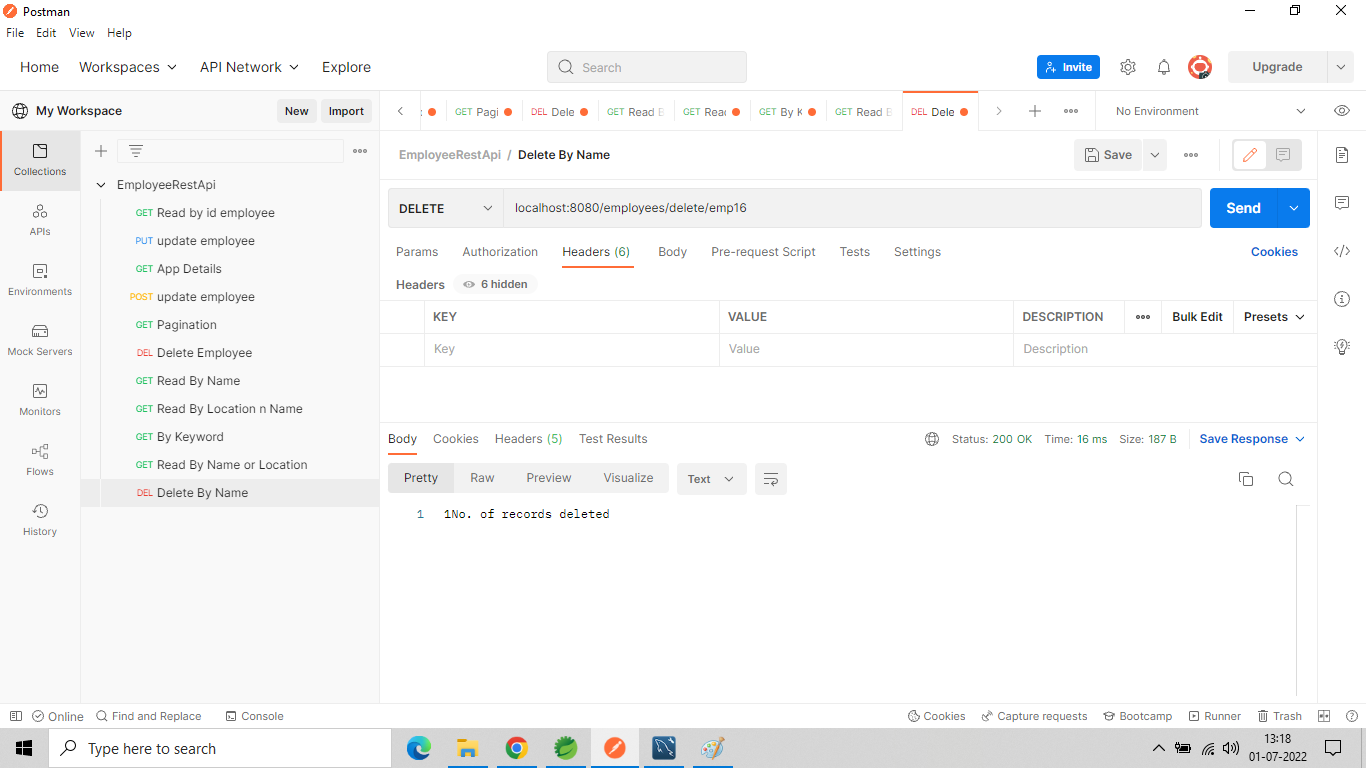 Postman
File Edit View Help
Home Workspaces API Network Explore Search Invite Upgrade
My Workspace New Import GET Pagi DEL Dele GET Read GET Read GET By K GET Read DEL Dele No Environment
Collections
APIs
Environments
Mock Servers
Monitors
Flows
History
EmployeeRestApi
GET Read by id employee
PUT update employee
GET App Details
POST update employee
GET Pagination
DEL Delete Employee
GET Read By Name
GET Read By Location n Name
GET By Keyword
GET Read By Name or Location
DEL Delete By Name
EmployeeRestApi / Delete By Name Save
DELETE localhost:8080/employees/delete/emp16 Send
Params Authorization Headers (6) Body Pre-request Script Tests Settings Cookies
Headers 6 hidden
KEY VALUE DESCRIPTION Bulk Edit Presets
Key Value Description
Body Cookies Headers (5) Test Results Status: 200 OK Time: 16 ms Size: 187 B Save Response
Pretty Raw Preview Visualize Text
1 1No. of records deleted
Online Find and Replace Console Cookies Capture requests Bootcamp Runner Trash
Type here to search 13:18
01-07-2022